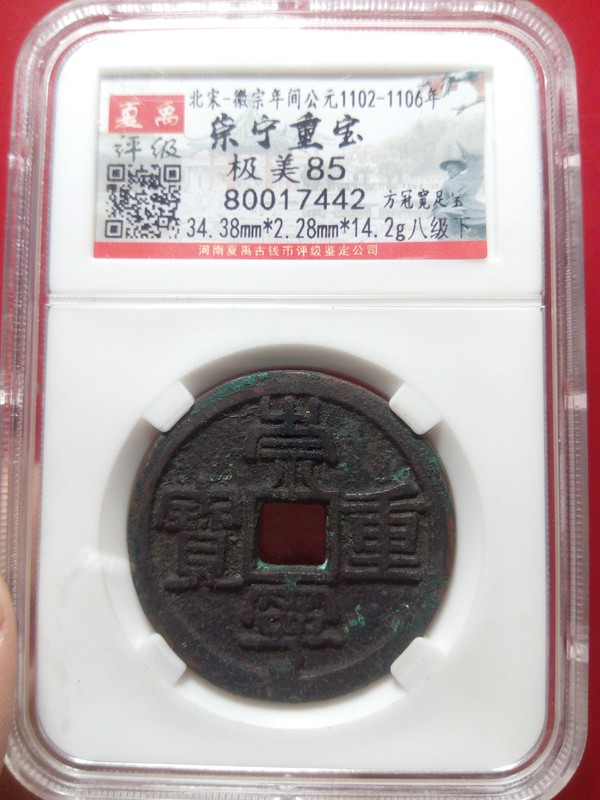 北宋-徽宗年间公元1102-1106年
夏禹
评级
崇宁重宝
极美85
80017442 方冠宽足宝
34.38mm*2.28mm*14.2g八级下
河南夏禹古钱币评级鉴定公司
崇
寶 重
寧